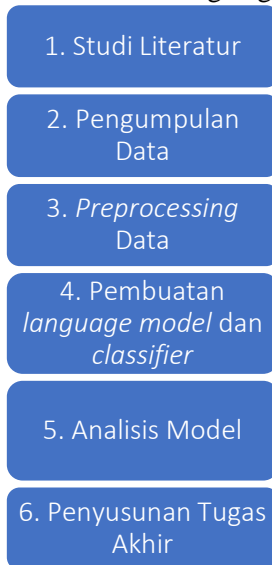 1. Studi Literatur
2. Pengumpulan
Data
3. Preprocessing
Data
4. Pembuatan
language model dan
classifier
5. Analisis Model
6. Penyusunan Tugas
Akhir